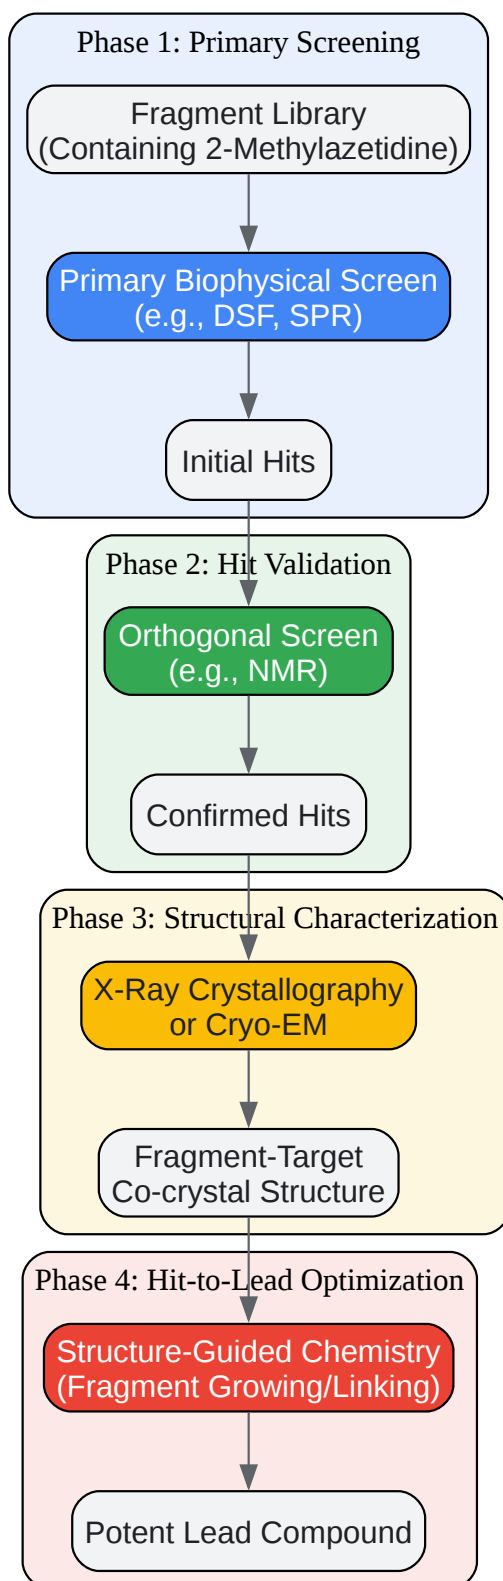 Phase 1: Primary Screening
Fragment Library
(Containing 2-Methylazetidine)
Primary Biophysical Screen
(e.g., DSF, SPR)
Initial Hits
Phase 2: Hit Validation
Orthogonal Screen
(e.g., NMR)
Confirmed Hits
Phase 3: Structural Characterization
X-Ray Crystallography
or Cryo-EM
Fragment-Target
Co-crystal Structure
Phase 4: Hit-to-Lead Optimization
Structure-Guided Chemistry
(Fragment Growing/Linking)
Potent Lead Compound